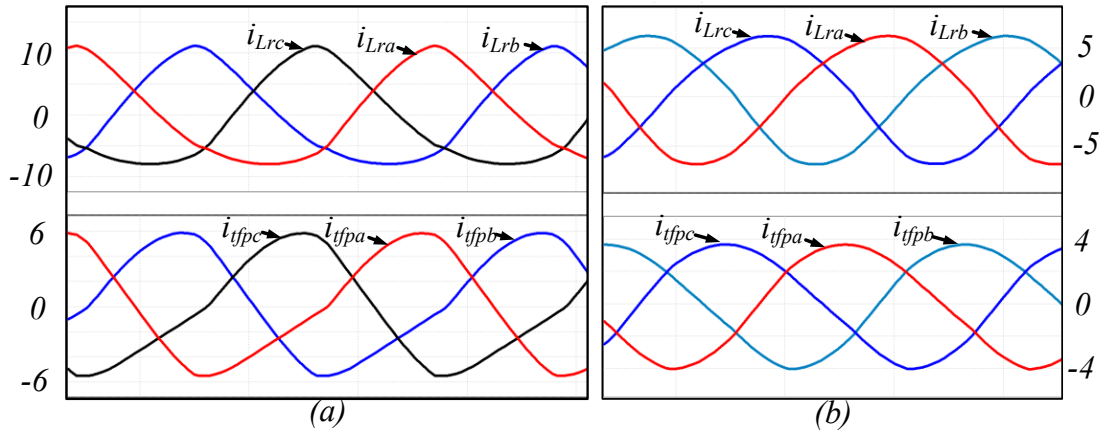 i_Lrc i_Lra i_Lrb
10
0
-10
i_tfpc i_tfpa i_tfpb
6
0
-6
(a)
i_Lrc i_Lra i_Lrb
5
0
-5
i_tfpc i_tfpa i_tfpb
4
0
-4
(b)